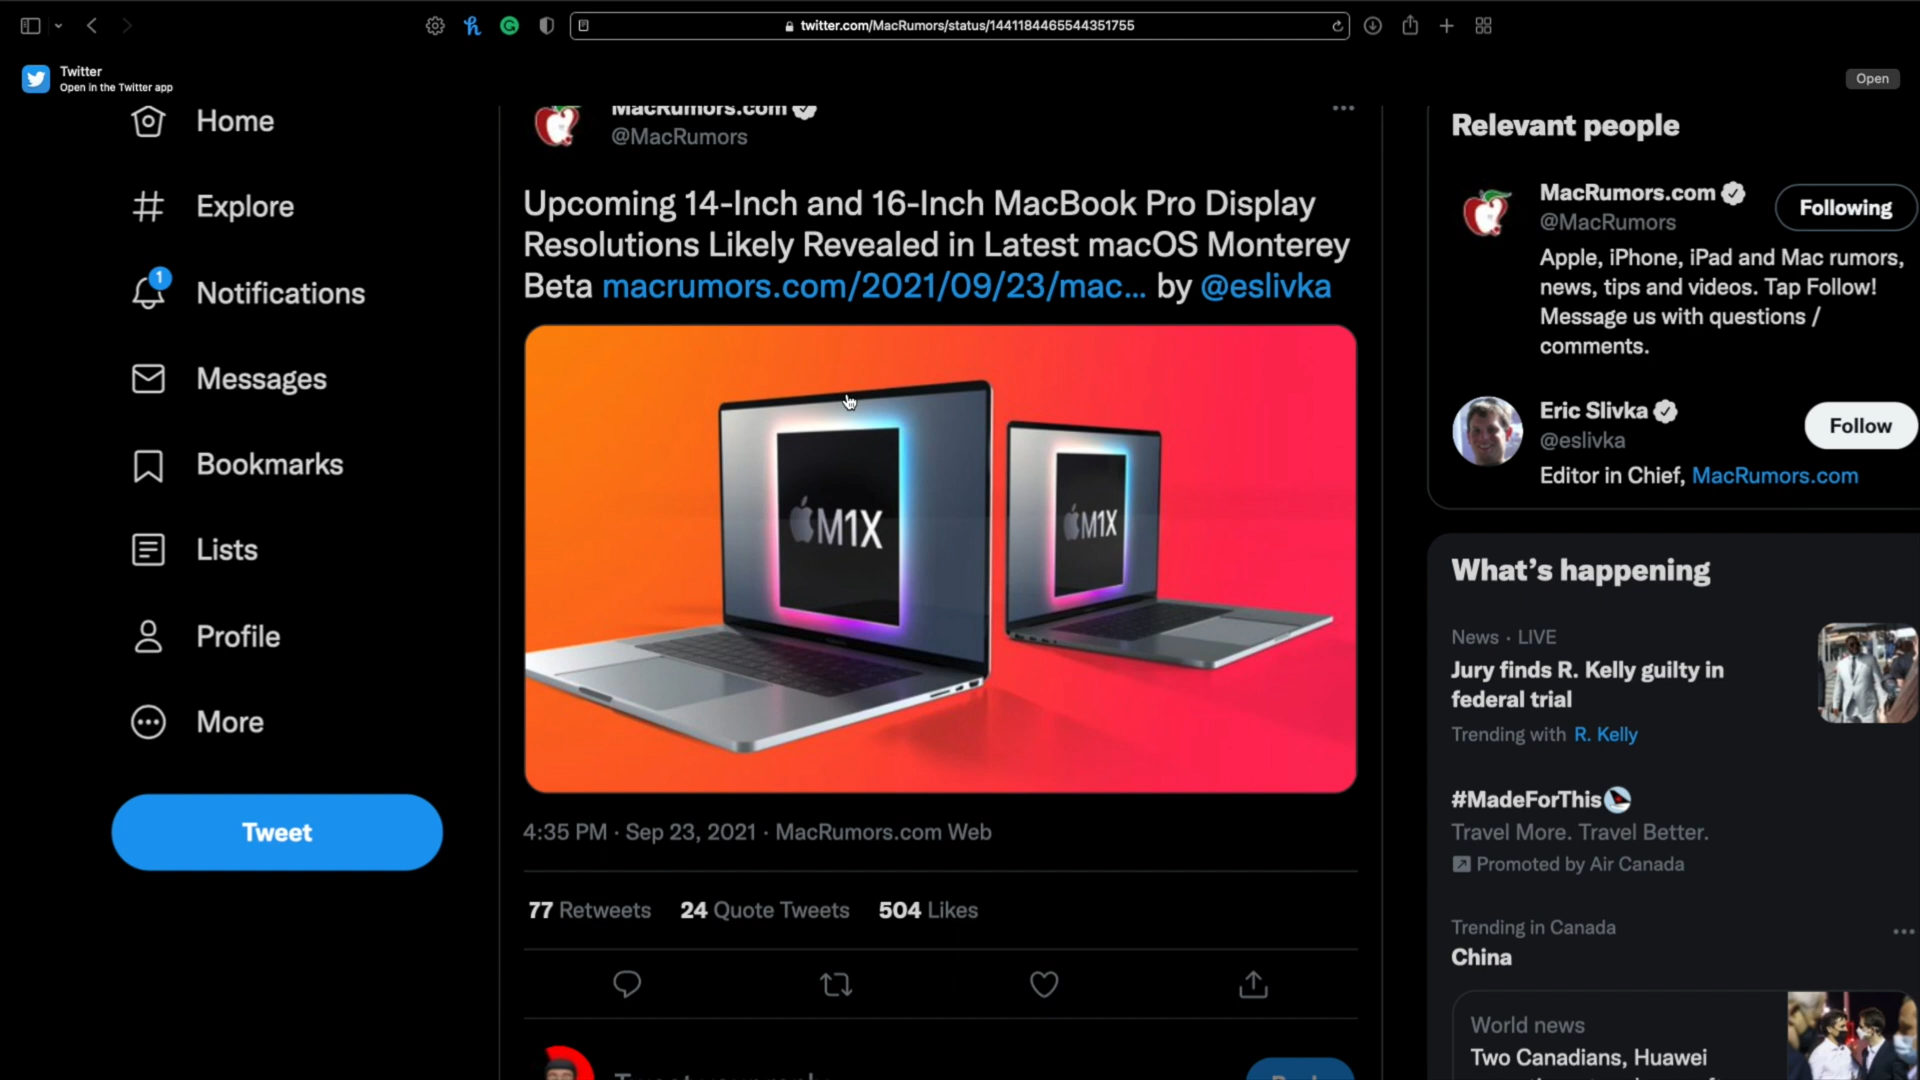 twitter.com/MacRumors/status/1441184465544351755
Twitter
Open in the Twitter app
Open
Home
Explore
1
Notifications
Messages
Bookmarks
Lists
Profile
More
Tweet
MacRumors.com
@MacRumors
Upcoming 14-Inch and 16-Inch MacBook Pro Display
Resolutions Likely Revealed in Latest macOS Monterey
Beta macrumors.com/2021/09/23/mac... by @eslivka
M1X
M1X
4:35 PM · Sep 23, 2021 · MacRumors.com Web
77 Retweets 24 Quote Tweets 504 Likes
Relevant people
MacRumors.com
@MacRumors
Following
Apple, iPhone, iPad and Mac rumors,
news, tips and videos. Tap Follow!
Message us with questions /
comments.
Eric Slivka
@eslivka
Follow
Editor in Chief, MacRumors.com
What's happening
News · LIVE
Jury finds R. Kelly guilty in
federal trial
Trending with R. Kelly
#MadeForThis
Travel More. Travel Better.
Promoted by Air Canada
Trending in Canada
China
World news
Two Canadians, Huawei